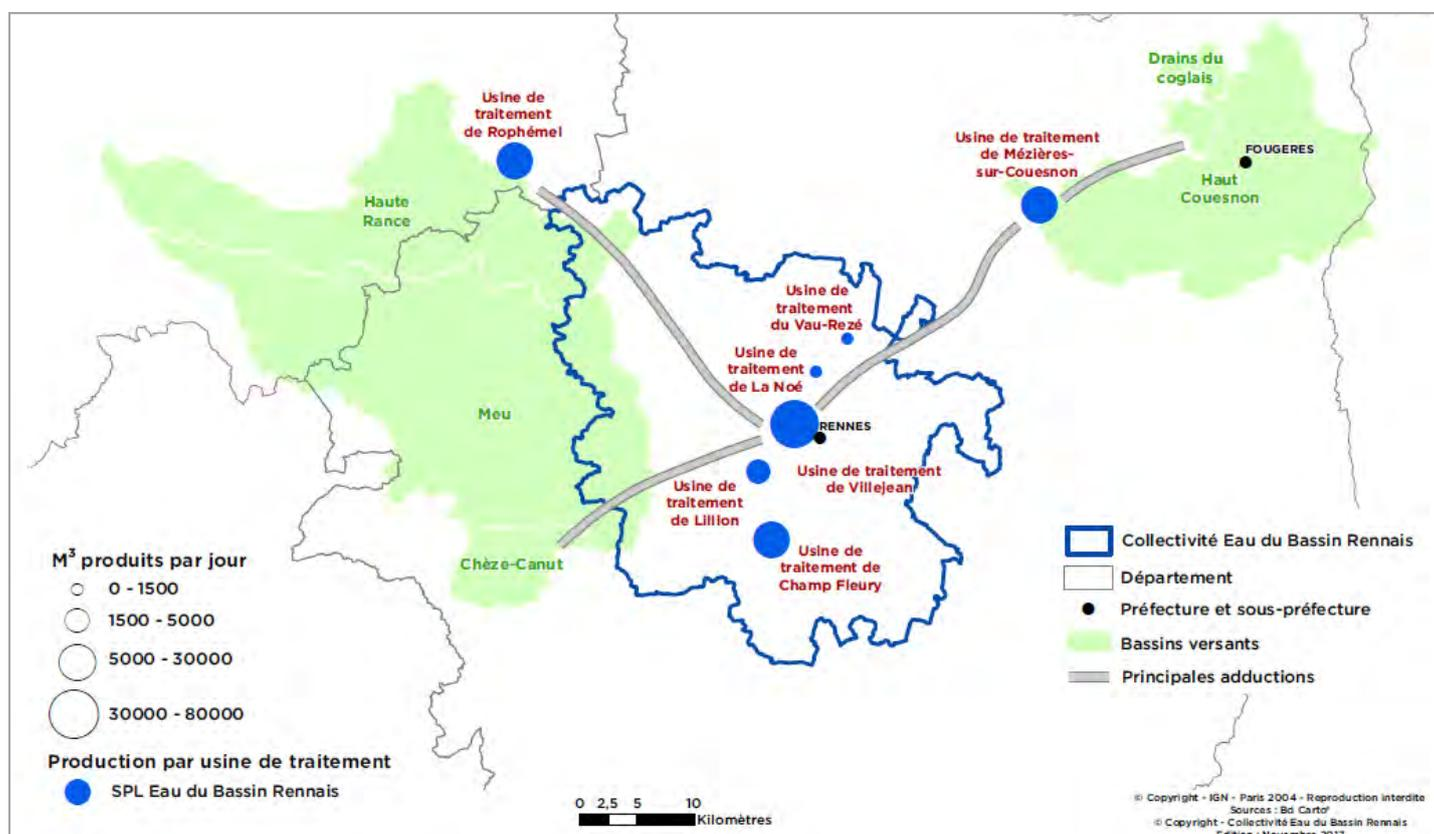 Drains du
coglais
Usine de
traitement
de Rophémel
Usine de traitement
de Mézières-
sur-Couesnon
FOUGERES
Haut
Couesnon
Haute
Rance
Usine de
traitement
du Vau-Rezé
Usine de
traitement
de La Noé
Meu
RENNES
Usine de traitement
de Villejean
Usine de
traitement
de Lillion
Usine de
traitement de
Champ Fleury
Chèze-Canut
M³ produits par jour
0 - 1500
1500 - 5000
5000 - 30000
30000 - 80000
Production par usine de traitement
SPL Eau du Bassin Rennais
0 2,5 5 10
Kilomètres
Collectivité Eau du Bassin Rennais
Département
Préfecture et sous-préfecture
Bassins versants
Principales adductions
© Copyright - IGN - Paris 2004 - Reproduction interdite
Sources : Bd Carto®
© Copyright - Collectivité Eau du Bassin Rennais
Edition : Novembre 2017